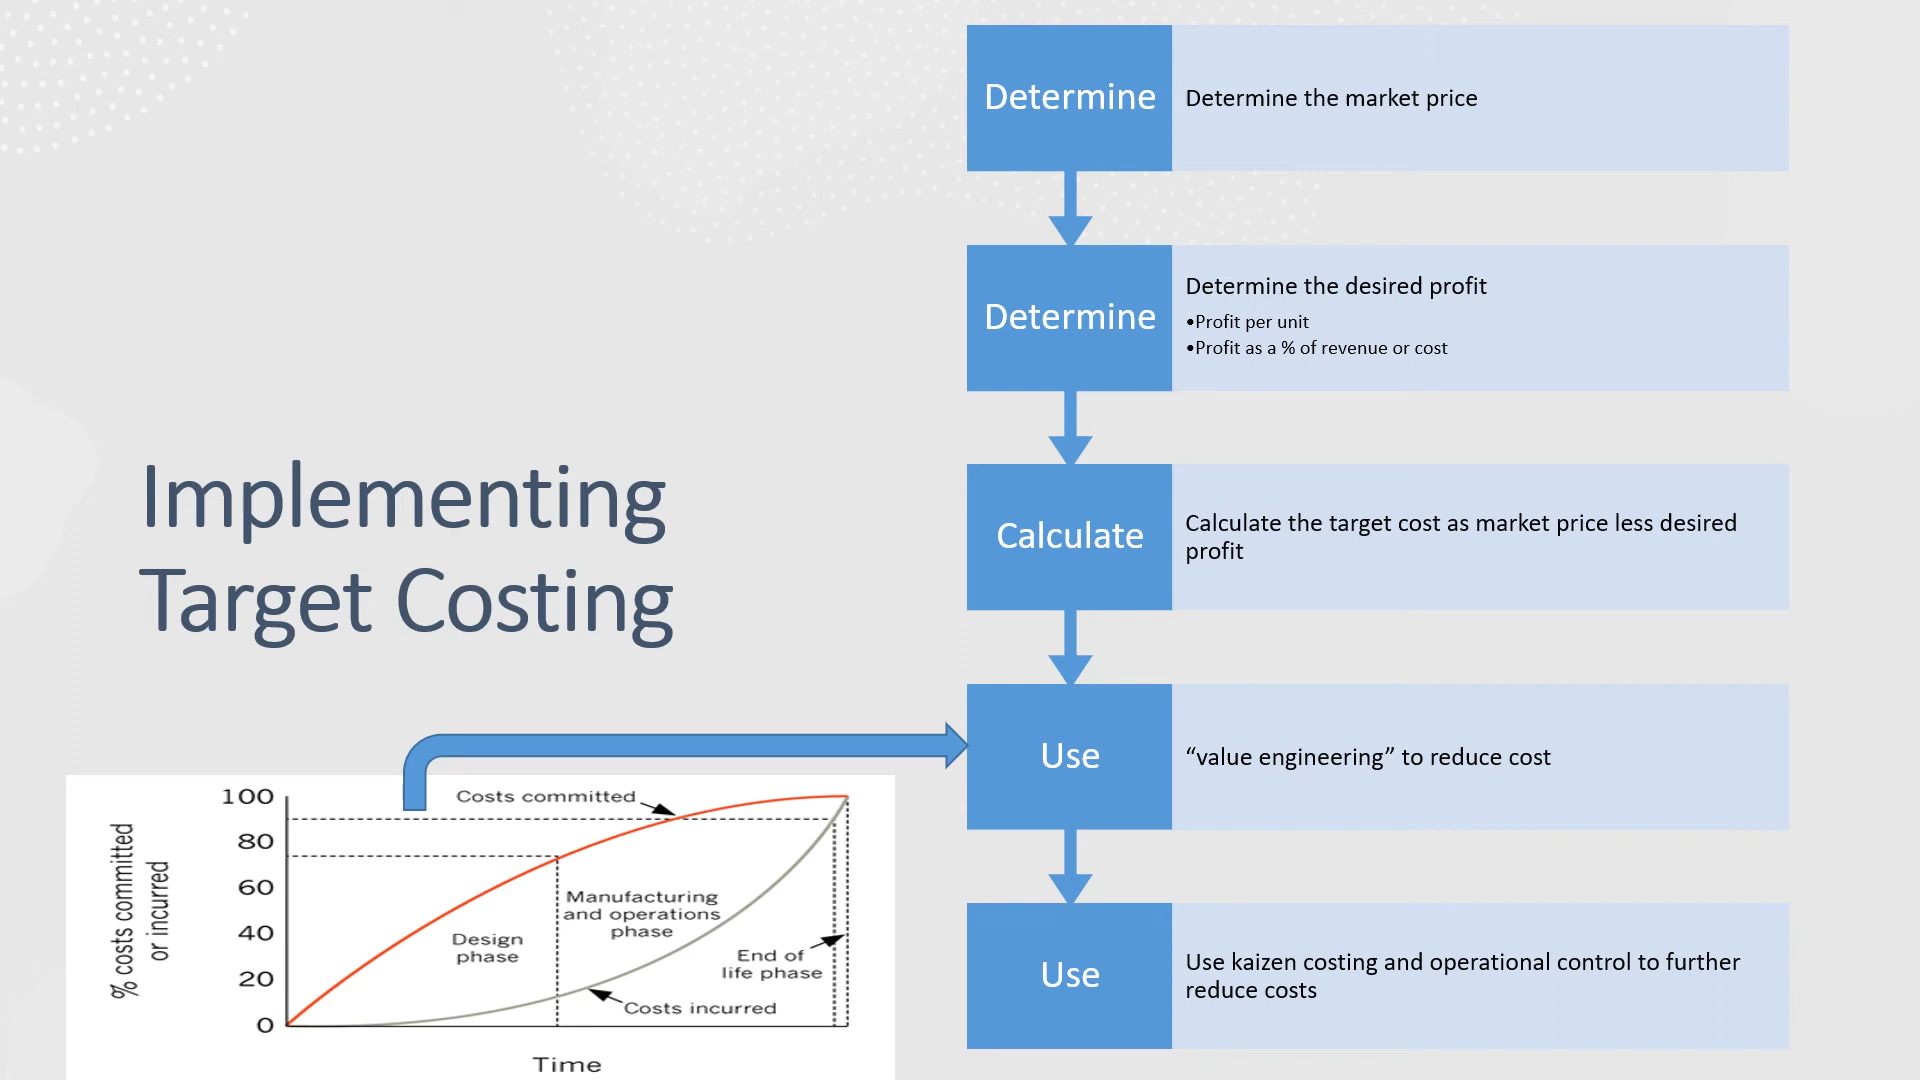 Implementing
Target Costing
Determine
Determine the market price
Determine
Determine the desired profit
•Profit per unit
•Profit as a % of revenue or cost
Calculate
Calculate the target cost as market price less desired
profit
Use
“value engineering” to reduce cost
Use
Use kaizen costing and operational control to further
reduce costs
% costs committed
or incurred
100
80
60
40
20
0
Costs committed
Design
phase
Manufacturing
and operations
phase
End of
life phase
Costs incurred
Time